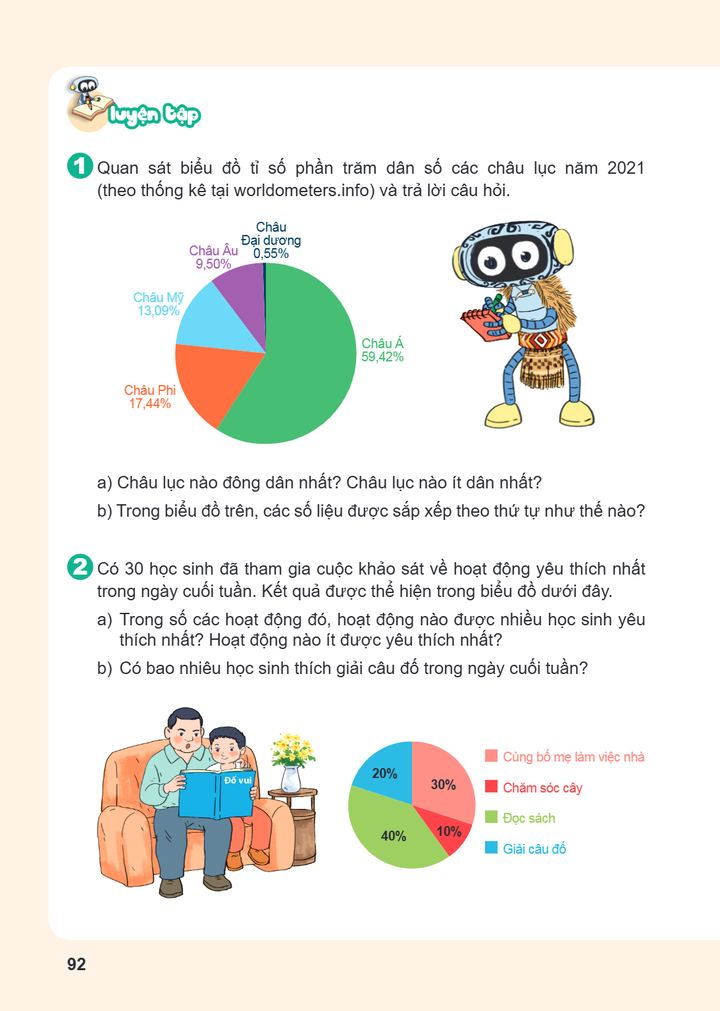 luyện tập
1 Quan sát biểu đồ tỉ số phần trăm dân số các châu lục năm 2021
(theo thống kê tại worldometers.info) và trả lời câu hỏi.
Châu
Đại dương
0,55%
Châu Âu
9,50%
Châu Mỹ
13,09%
Châu Á
59,42%
Châu Phi
17,44%
a) Châu lục nào đông dân nhất? Châu lục nào ít dân nhất?
b) Trong biểu đồ trên, các số liệu được sắp xếp theo thứ tự như thế nào?
2 Có 30 học sinh đã tham gia cuộc khảo sát về hoạt động yêu thích nhất
trong ngày cuối tuần. Kết quả được thể hiện trong biểu đồ dưới đây.
a) Trong số các hoạt động đó, hoạt động nào được nhiều học sinh yêu
thích nhất? Hoạt động nào ít được yêu thích nhất?
b) Có bao nhiêu học sinh thích giải câu đố trong ngày cuối tuần?
Đố vui
20%
30%
40%
10%
Cùng bố mẹ làm việc nhà
Chăm sóc cây
Đọc sách
Giải câu đố
92